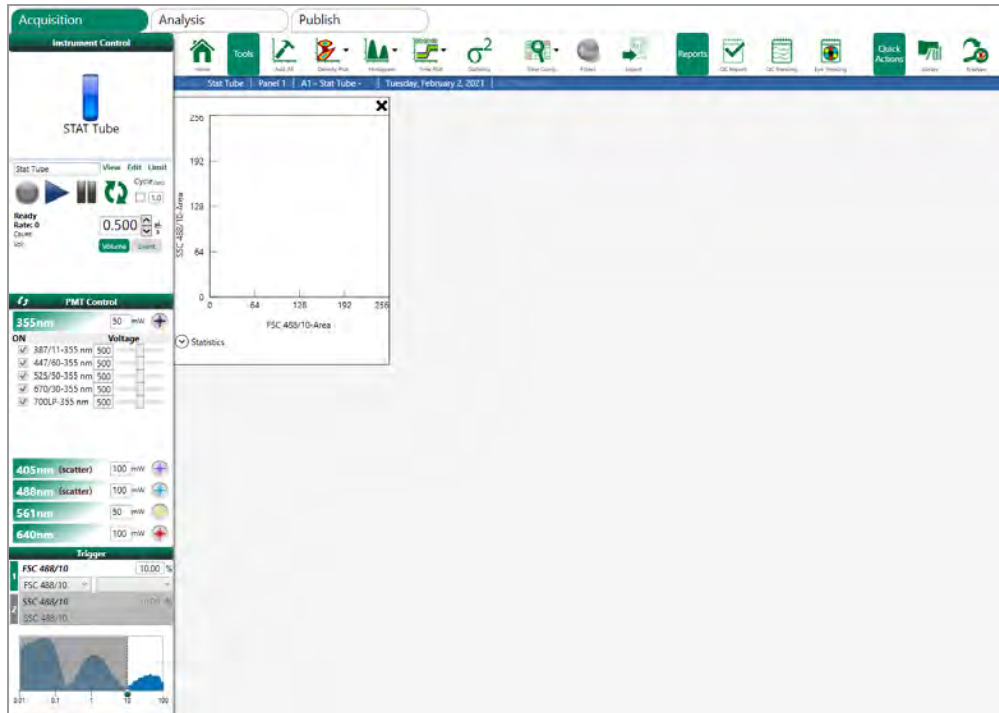 Acquisition Analysis Publish
Instrument Control
STAT Tube
Home Tools Add All Density Plot Histogram Time Plot Statistics Filters Reports QC Report QC Trending Quick Actions
Stat Tube Panel 1 A1 - Stat Tube - Tuesday, February 2, 2021
Stat Tube View Edit Limit
1.0
Ready
Rate: 0
0.500
Volume Event
PMT Control
355nm 50 mW
ON Voltage
387/11-355 nm 500
447/60-355 nm 500
525/50-355 nm 500
670/30-355 nm 500
700LP-355 nm 500
405nm (scatter) 100 mW
488nm (scatter) 100 mW
561nm 50 mW
640nm 100 mW
Trigger
1 FSC 488/10 10.00 %
FSC 488/10
2 SSC 488/10
SSC 488/10
0.01 0.1 1 10 100
256
192
128
64
0
SSC 488/10-Area
0 64 128 192 256
FSC 488/10-Area
Statistics